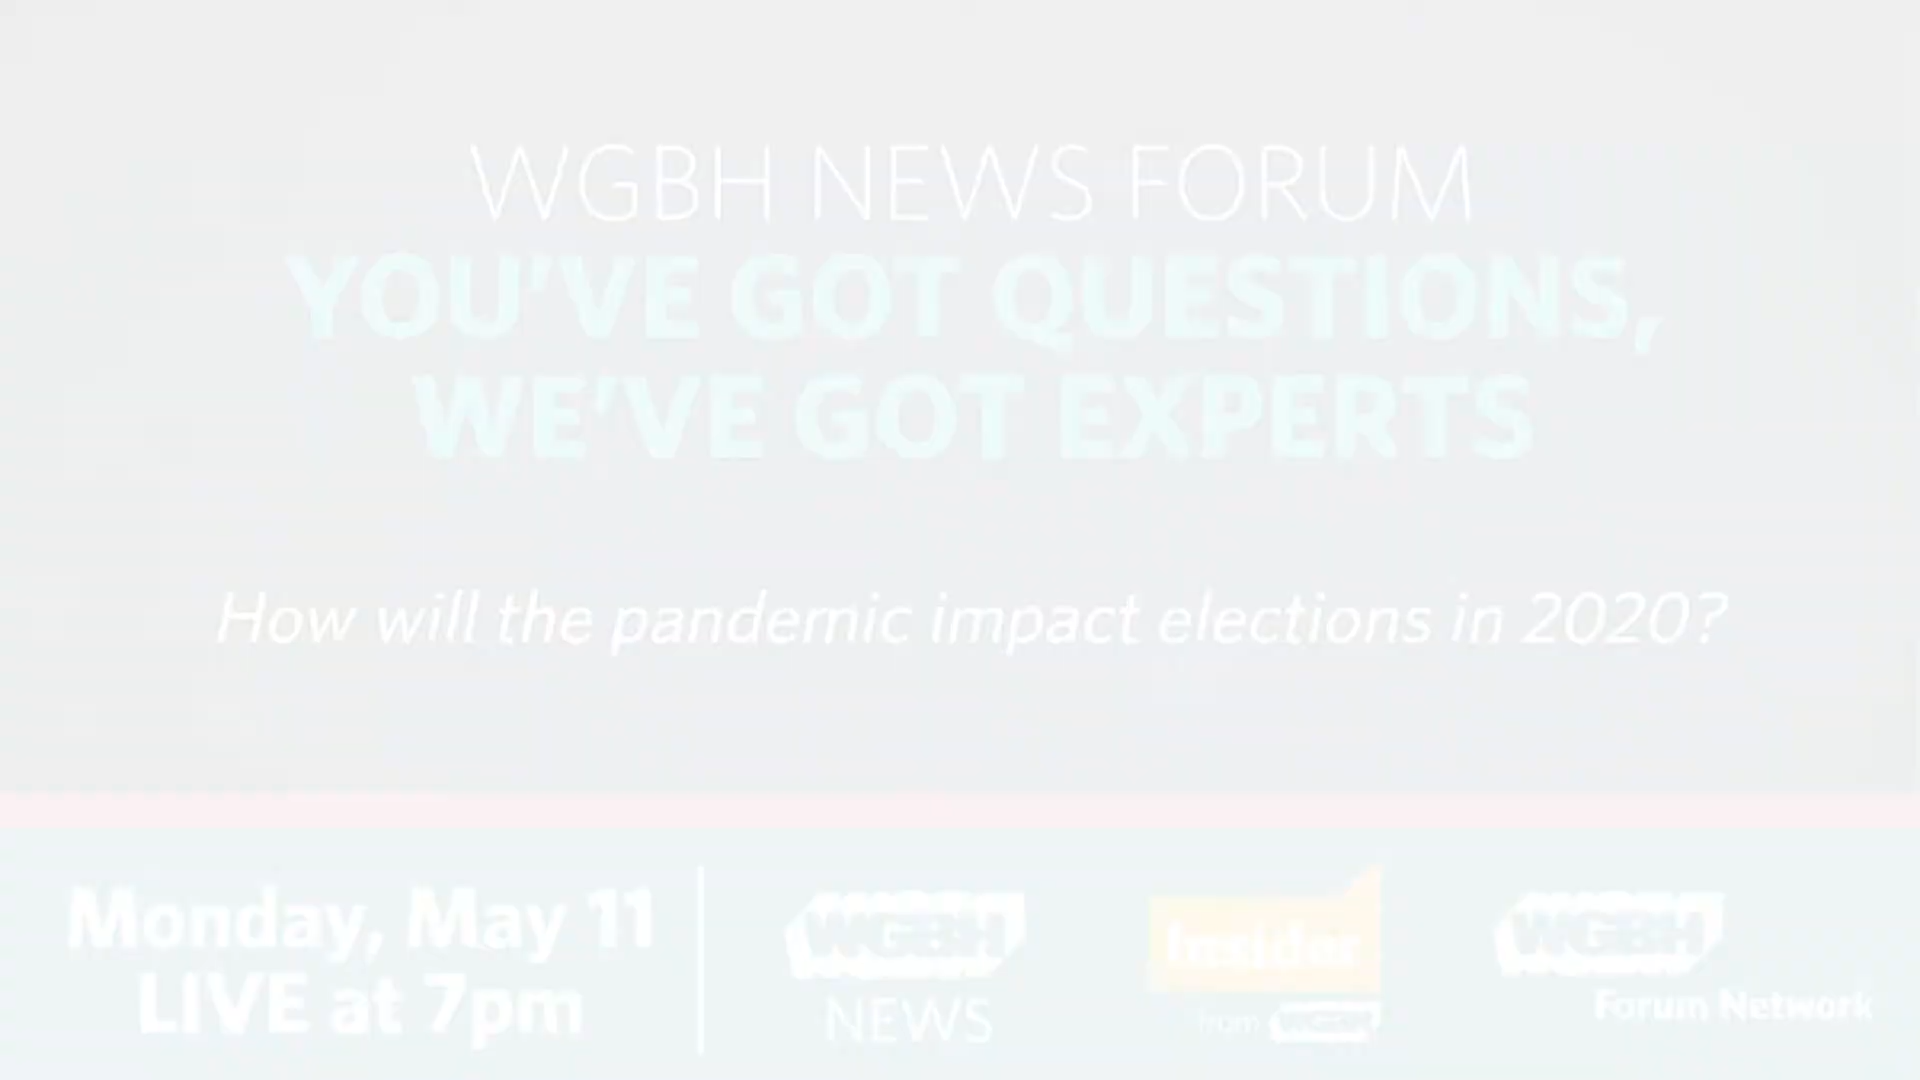 WGBH NEWS FORUM
YOU'VE GOT QUESTIONS,
WE'VE GOT EXPERTS
How will the pandemic impact elections in 2020?
Monday, May 11
LIVE at 7pm
WGBH
NEWS
Insider
from WGBH
WGBH
Forum Network